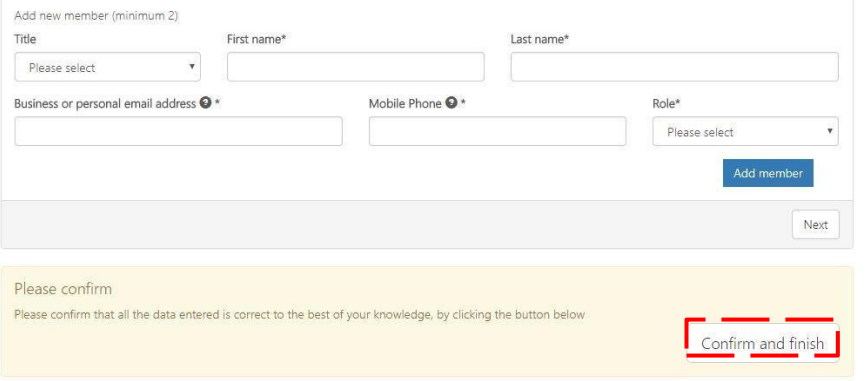 Add new member (minimum 2)
Title First name* Last name*
Please select
Business or personal email address ? * Mobile Phone ? * Role*
Please select
Add member
Next
Please confirm
Please confirm that all the data entered is correct to the best of your knowledge, by clicking the button below
Confirm and finish